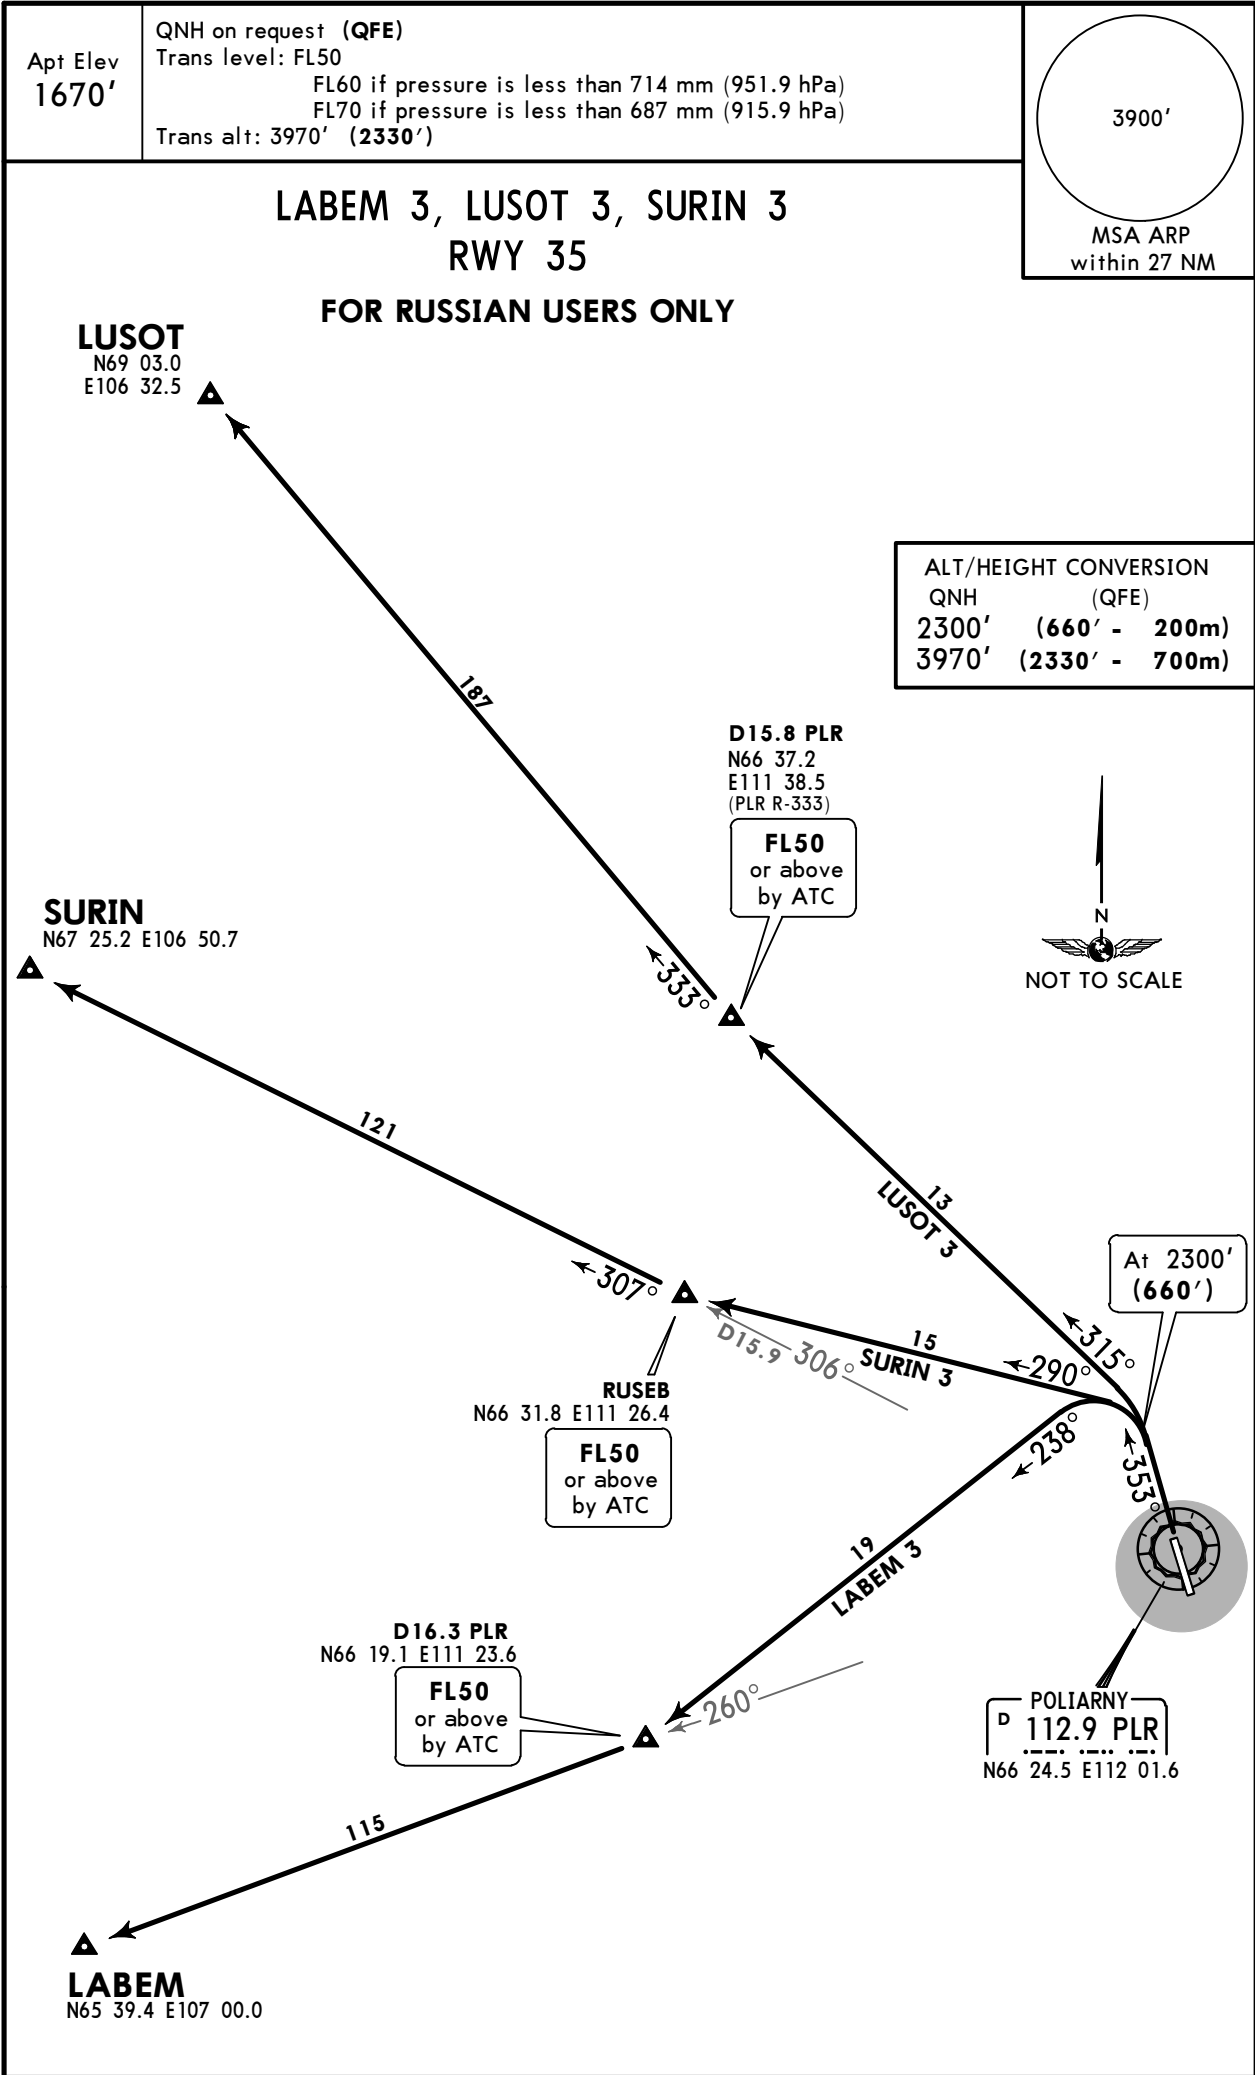 Apt Elev
1670'
QNH on request (QFE)
Trans level: FL50
FL60 if pressure is less than 714 mm (951.9 hPa)
FL70 if pressure is less than 687 mm (915.9 hPa)
Trans alt: 3970' (2330')
3900'
MSA ARP
within 27 NM
LABEM 3, LUSOT 3, SURIN 3
RWY 35
FOR RUSSIAN USERS ONLY
LUSOT
N69 03.0
E106 32.5
ALT/HEIGHT CONVERSION
QNH (QFE)
2300' (660' - 200m)
3970' (2330' - 700m)
187
D15.8 PLR
N66 37.2
E111 38.5
(PLR R-333)
FL50
or above
by ATC
N
NOT TO SCALE
SURIN
N67 25.2 E106 50.7
333°
121
13
LUSOT 3
At 2300'
(660')
307°
D15.9 306°
15
SURIN 3
315°
290°
RUSEB
N66 31.8 E111 26.4
FL50
or above
by ATC
238°
353°
19
LABEM 3
D16.3 PLR
N66 19.1 E111 23.6
FL50
or above
by ATC
260°
POLIARNY
D 112.9 PLR
N66 24.5 E112 01.6
115
LABEM
N65 39.4 E107 00.0